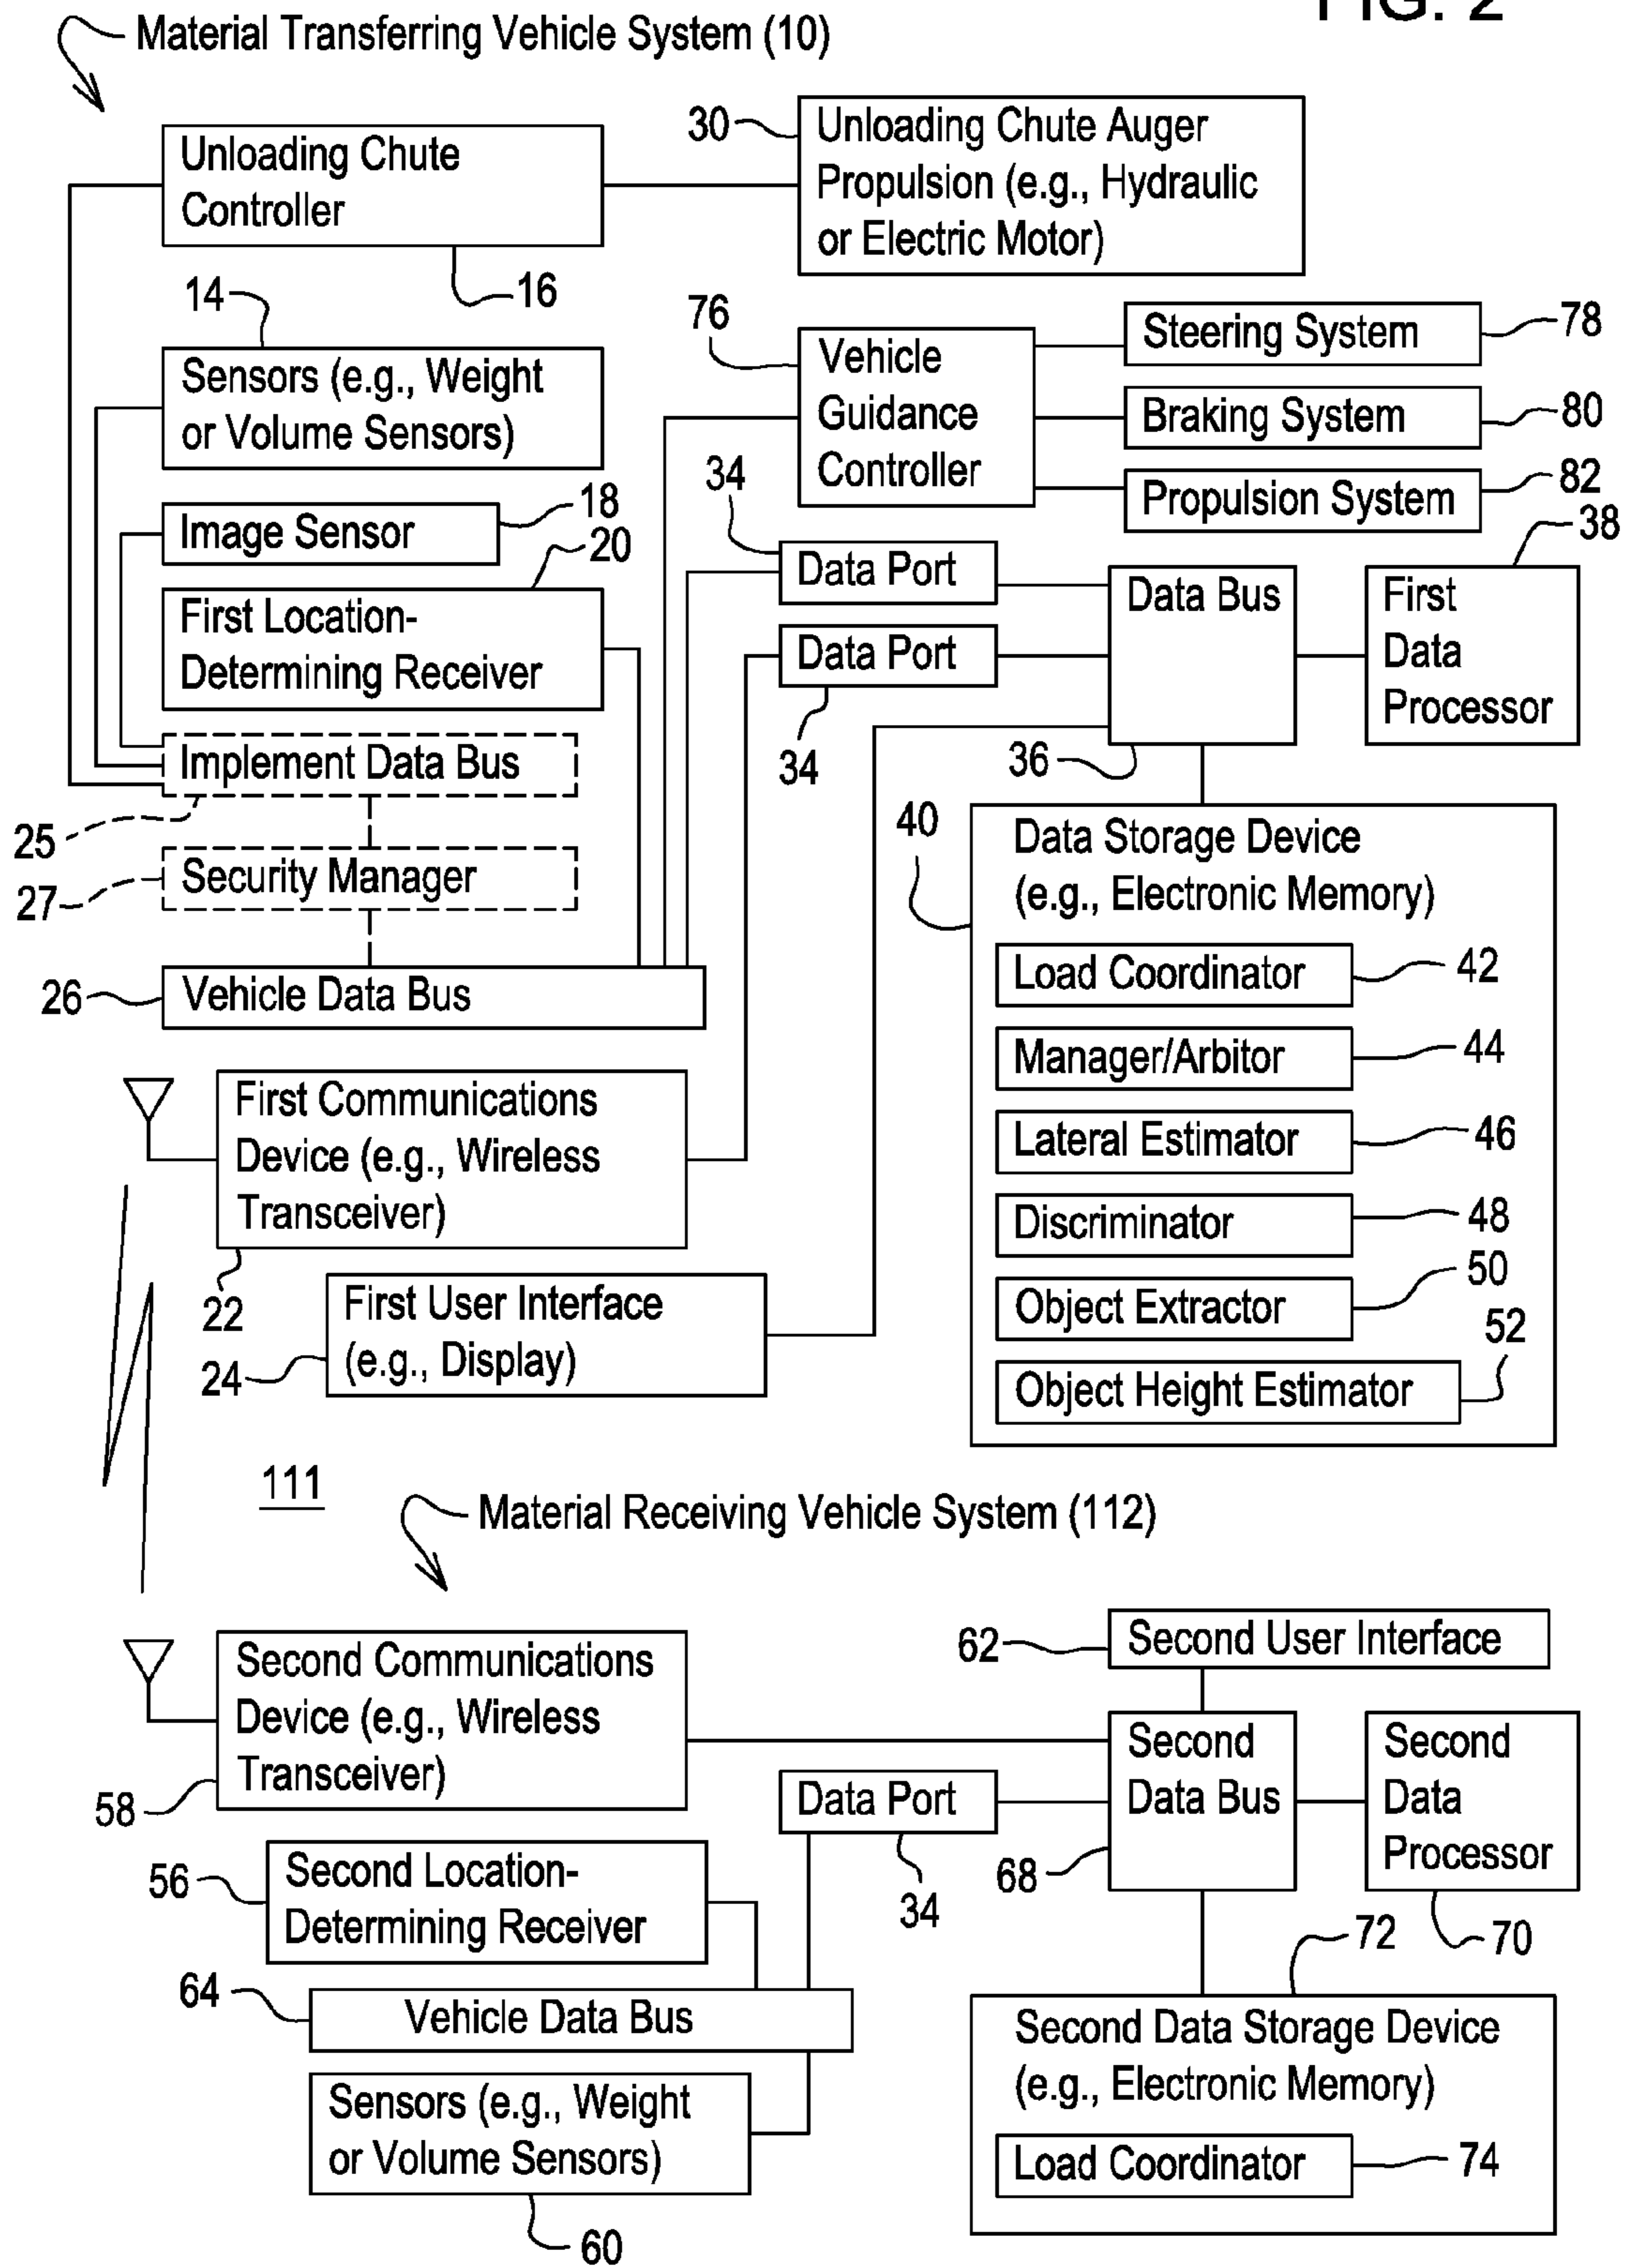 FIG. 2
Material Transferring Vehicle System (10)
Unloading Chute
Controller
16
30
Unloading Chute Auger
Propulsion (e.g., Hydraulic
or Electric Motor)
14
Sensors (e.g., Weight
or Volume Sensors)
76
Vehicle
Guidance
Controller
Steering System
78
Braking System
80
Propulsion System
82
Image Sensor
18
First Location-
Determining Receiver
20
34
Data Port
Data Port
34
Data Bus
36
First
Data
Processor
38
Implement Data Bus
25
Security Manager
27
Vehicle Data Bus
26
40
Data Storage Device
(e.g., Electronic Memory)
Load Coordinator
42
Manager/Arbitor
44
Lateral Estimator
46
Discriminator
48
Object Extractor
50
Object Height Estimator
52
First Communications
Device (e.g., Wireless
Transceiver)
22
First User Interface
(e.g., Display)
24
111
Material Receiving Vehicle System (112)
Second Communications
Device (e.g., Wireless
Transceiver)
58
62
Second User Interface
Data Port
34
Second
Data Bus
68
Second
Data
Processor
70
56
Second Location-
Determining Receiver
64
Vehicle Data Bus
Sensors (e.g., Weight
or Volume Sensors)
60
72
Second Data Storage Device
(e.g., Electronic Memory)
Load Coordinator
74